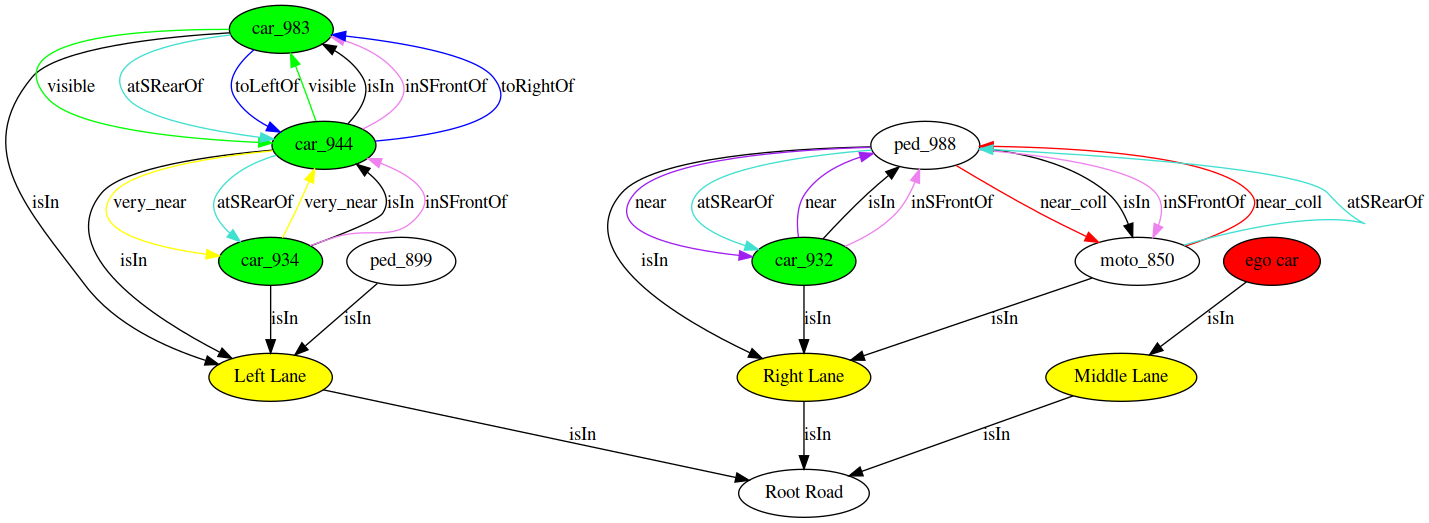 car_983
visible
atSRearOf
toLeftOf
visible
isIn
inSFrontOf
toRightOf
car_944
ped_988
isIn
very_near
atSRearOf
very_near
isIn
inSFrontOf
near
atSRearOf
near
isIn
inSFrontOf
near_coll
isIn
inSFrontOf
near_coll
atSRearOf
isIn
car_934
ped_899
isIn
car_932
moto_850
ego car
isIn
isIn
isIn
isIn
isIn
Left Lane
Right Lane
Middle Lane
isIn
isIn
isIn
Root Road